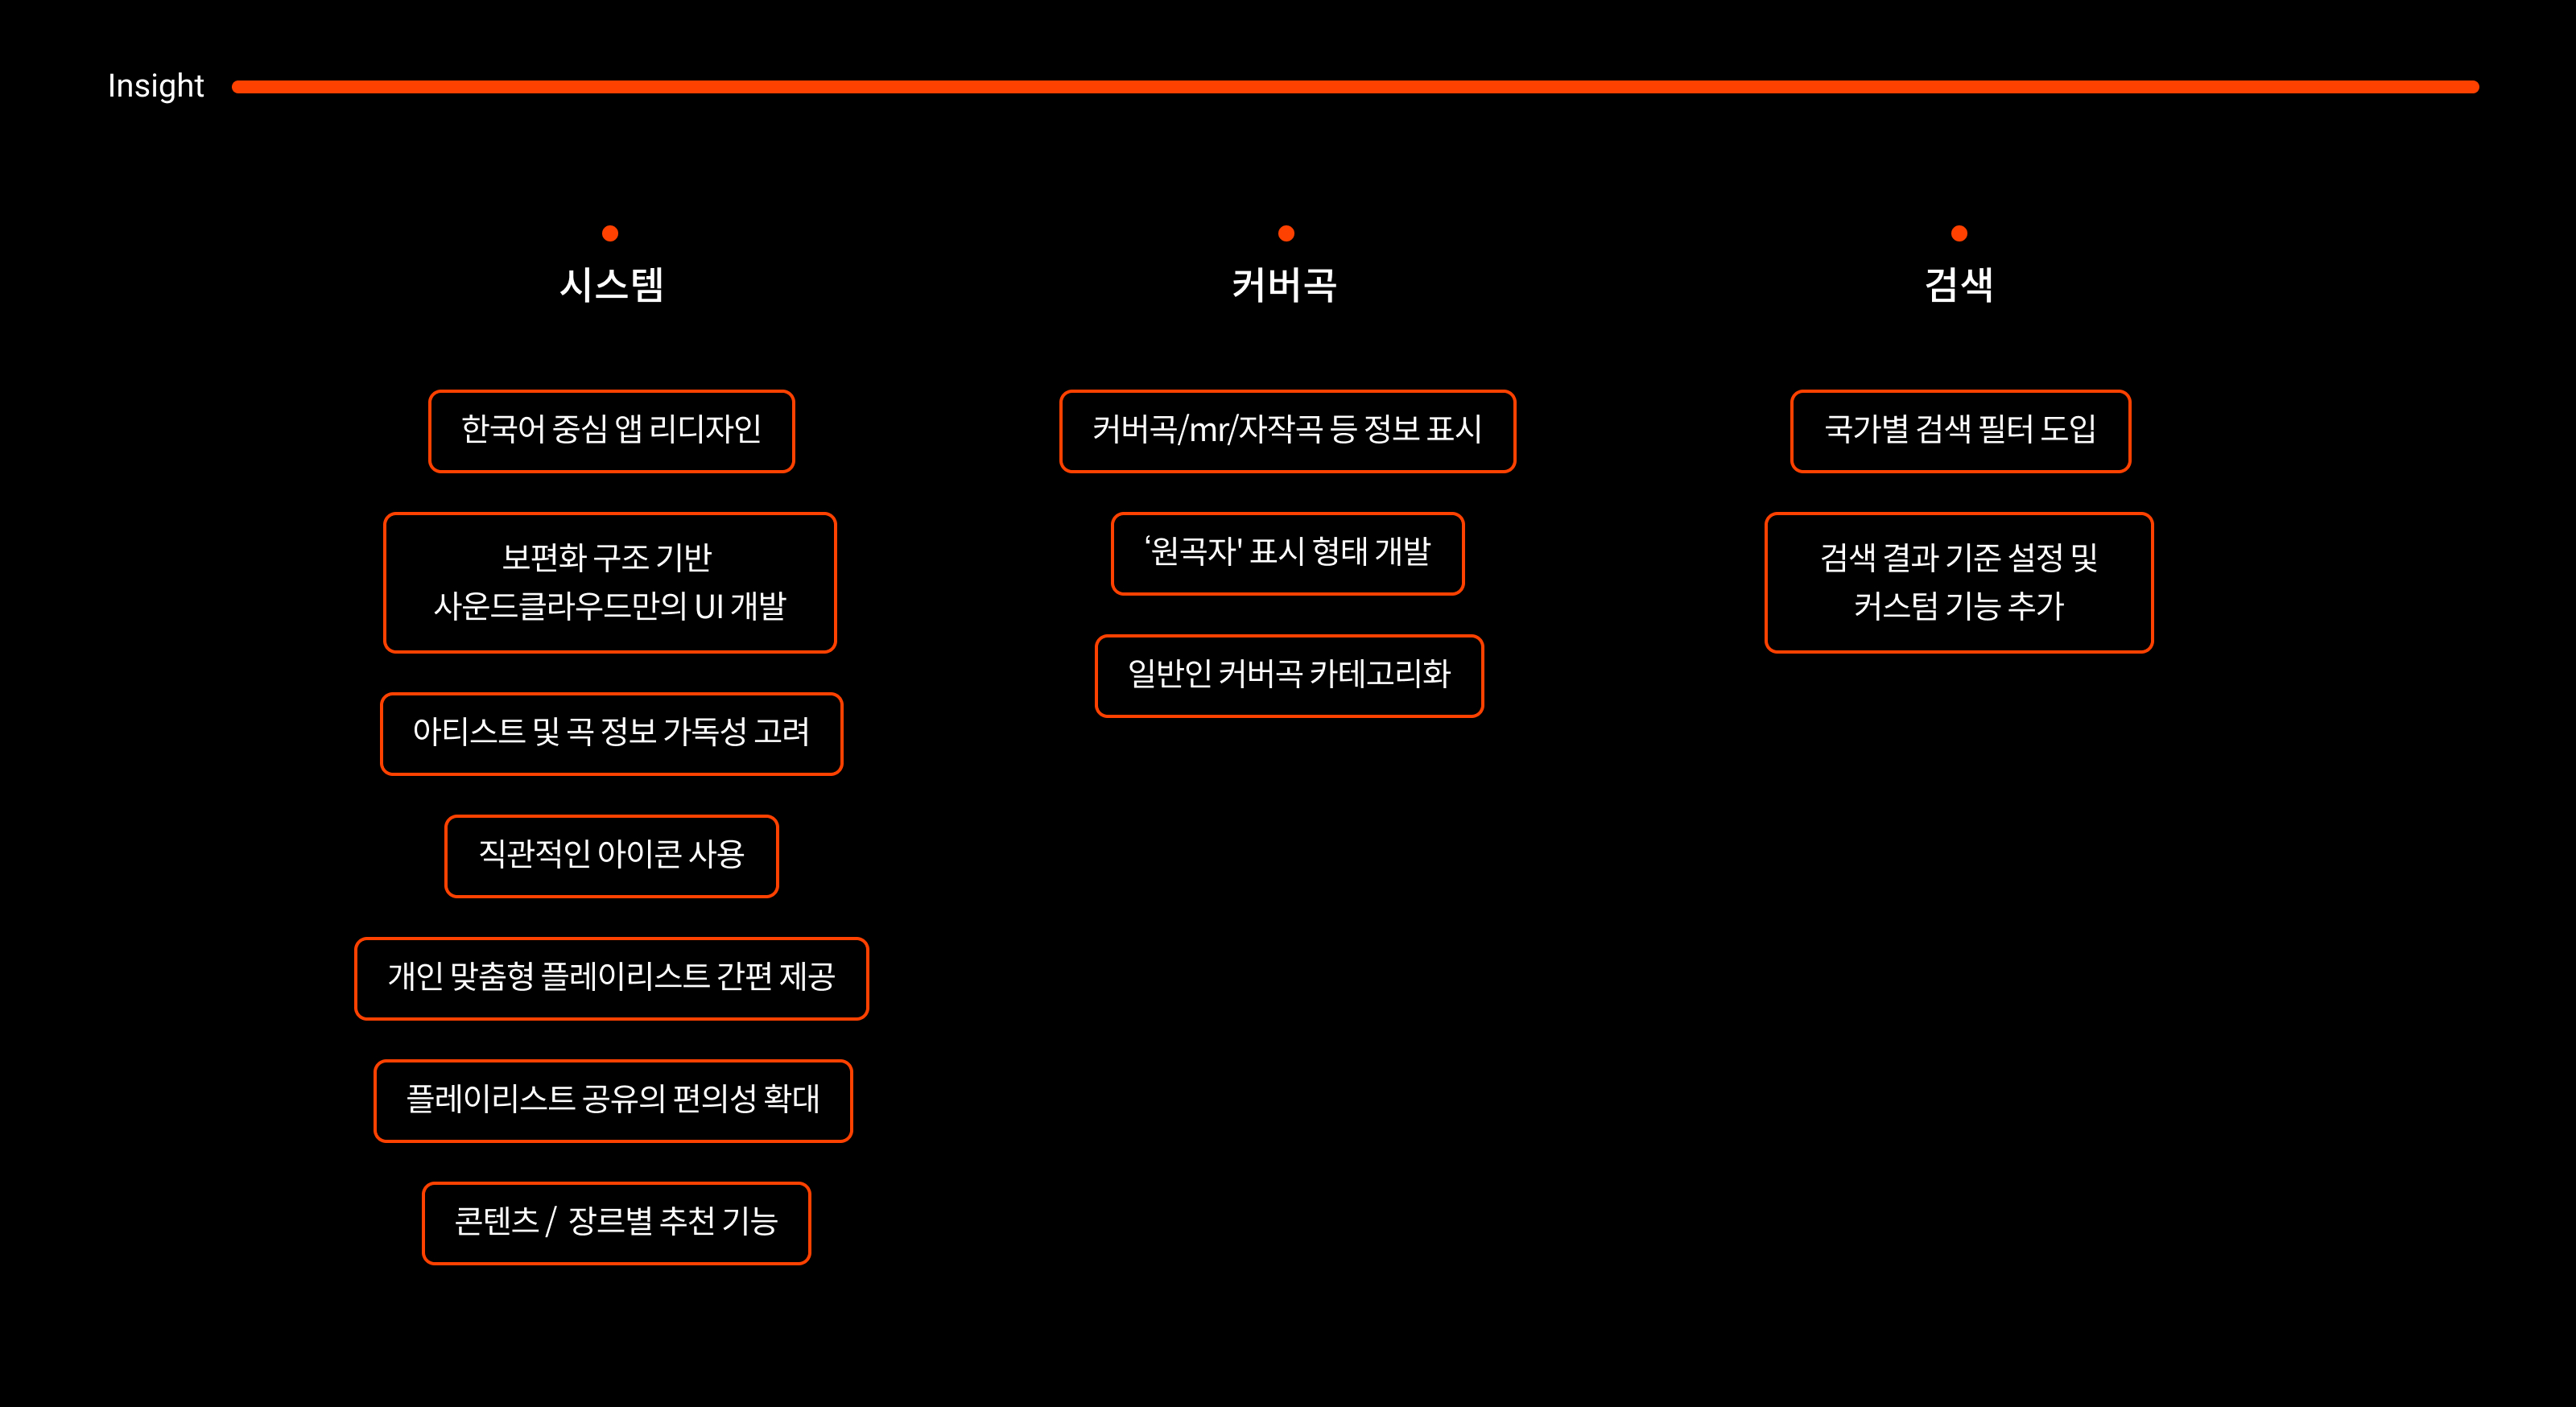 Insight
시스템
한국어 중심 앱 리디자인
보편화 구조 기반
사운드클라우드만의 UI 개발
아티스트 및 곡 정보 가독성 고려
직관적인 아이콘 사용
개인 맞춤형 플레이리스트 간편 제공
플레이리스트 공유의 편의성 확대
콘텐츠 / 장르별 추천 기능
커버곡
커버곡/mr/자작곡 등 정보 표시
‘원곡자' 표시 형태 개발
일반인 커버곡 카테고리화
검색
국가별 검색 필터 도입
검색 결과 기준 설정 및
커스텀 기능 추가